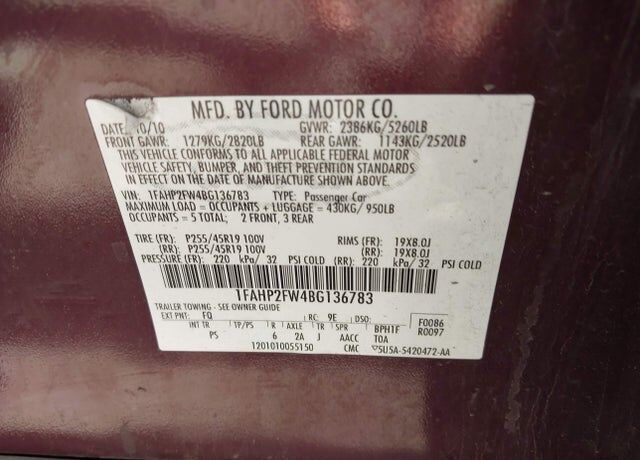 MFD. BY FORD MOTOR CO.
DATE: 10/10 GVWR: 2386KG/5260LB
FRONT GAWR: 1279KG/2820LB REAR GAWR: 1143KG/2520LB
THIS VEHICLE CONFORMS TO ALL APPLICABLE FEDERAL MOTOR
VEHICLE SAFETY, BUMPER, AND THEFT PREVENTION STANDARDS
IN EFFECT ON THE DATE OF MANUFACTURE SHOWN ABOVE.
VIN: 1FAHP2FW4BG136783 TYPE: Passenger Car
MAXIMUM LOAD = OCCUPANTS + LUGGAGE = 430KG/ 950LB
OCCUPANTS = 5 TOTAL; 2 FRONT, 3 REAR
TIRE (FR): P255/45R19 100V RIMS (FR): 19X8.0J
(RR): P255/45R19 100V (RR): 19X8.0J
PRESSURE (FR): 220 kPa/ 32 PSI COLD (RR): 220 kPa/ 32 PSI COLD
1FAHP2FW4BG136783
TRAILER TOWING - SEE OWNER GUIDE
EXT PNT: FQ RC: 9E DSO: F0086
R0097
INT TR TP/PS R AXLE TR SPR BPH1F
PS 6 2A J AACC TOA
1201010055150 CMC 5U5A-5420472-AA